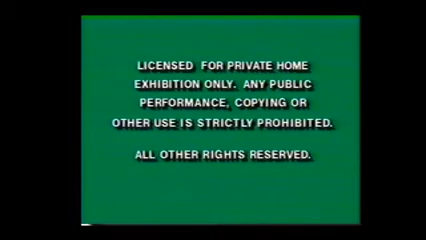 LICENSED FOR PRIVATE HOME
EXHIBITION ONLY. ANY PUBLIC
PERFORMANCE, COPYING OR
OTHER USE IS STRICTLY PROHIBITED.
ALL OTHER RIGHTS RESERVED.